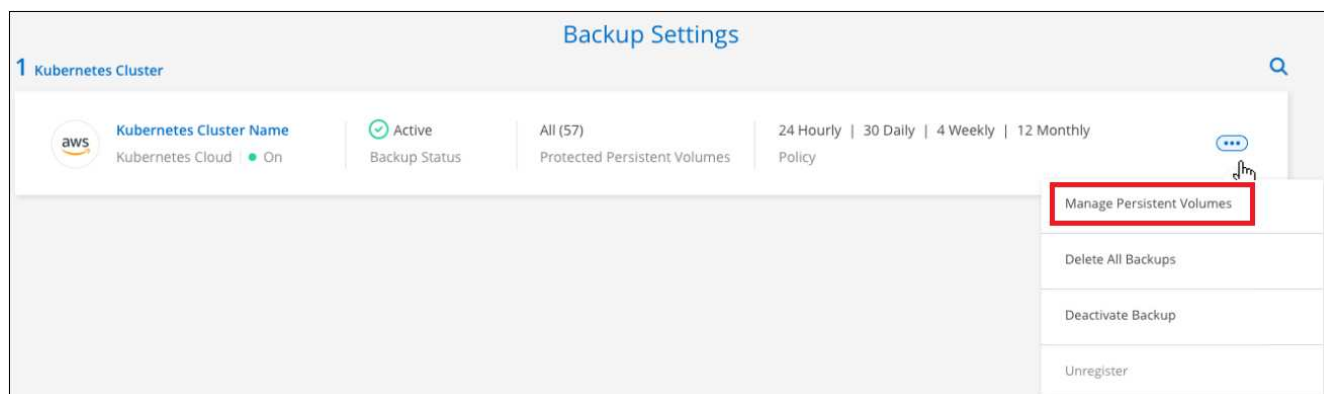 Backup Settings
1 Kubernetes Cluster
aws
Kubernetes Cluster Name
Kubernetes Cloud | On
Active
Backup Status
All (57)
Protected Persistent Volumes
24 Hourly | 30 Daily | 4 Weekly | 12 Monthly
Policy
Manage Persistent Volumes
Delete All Backups
Deactivate Backup
Unregister